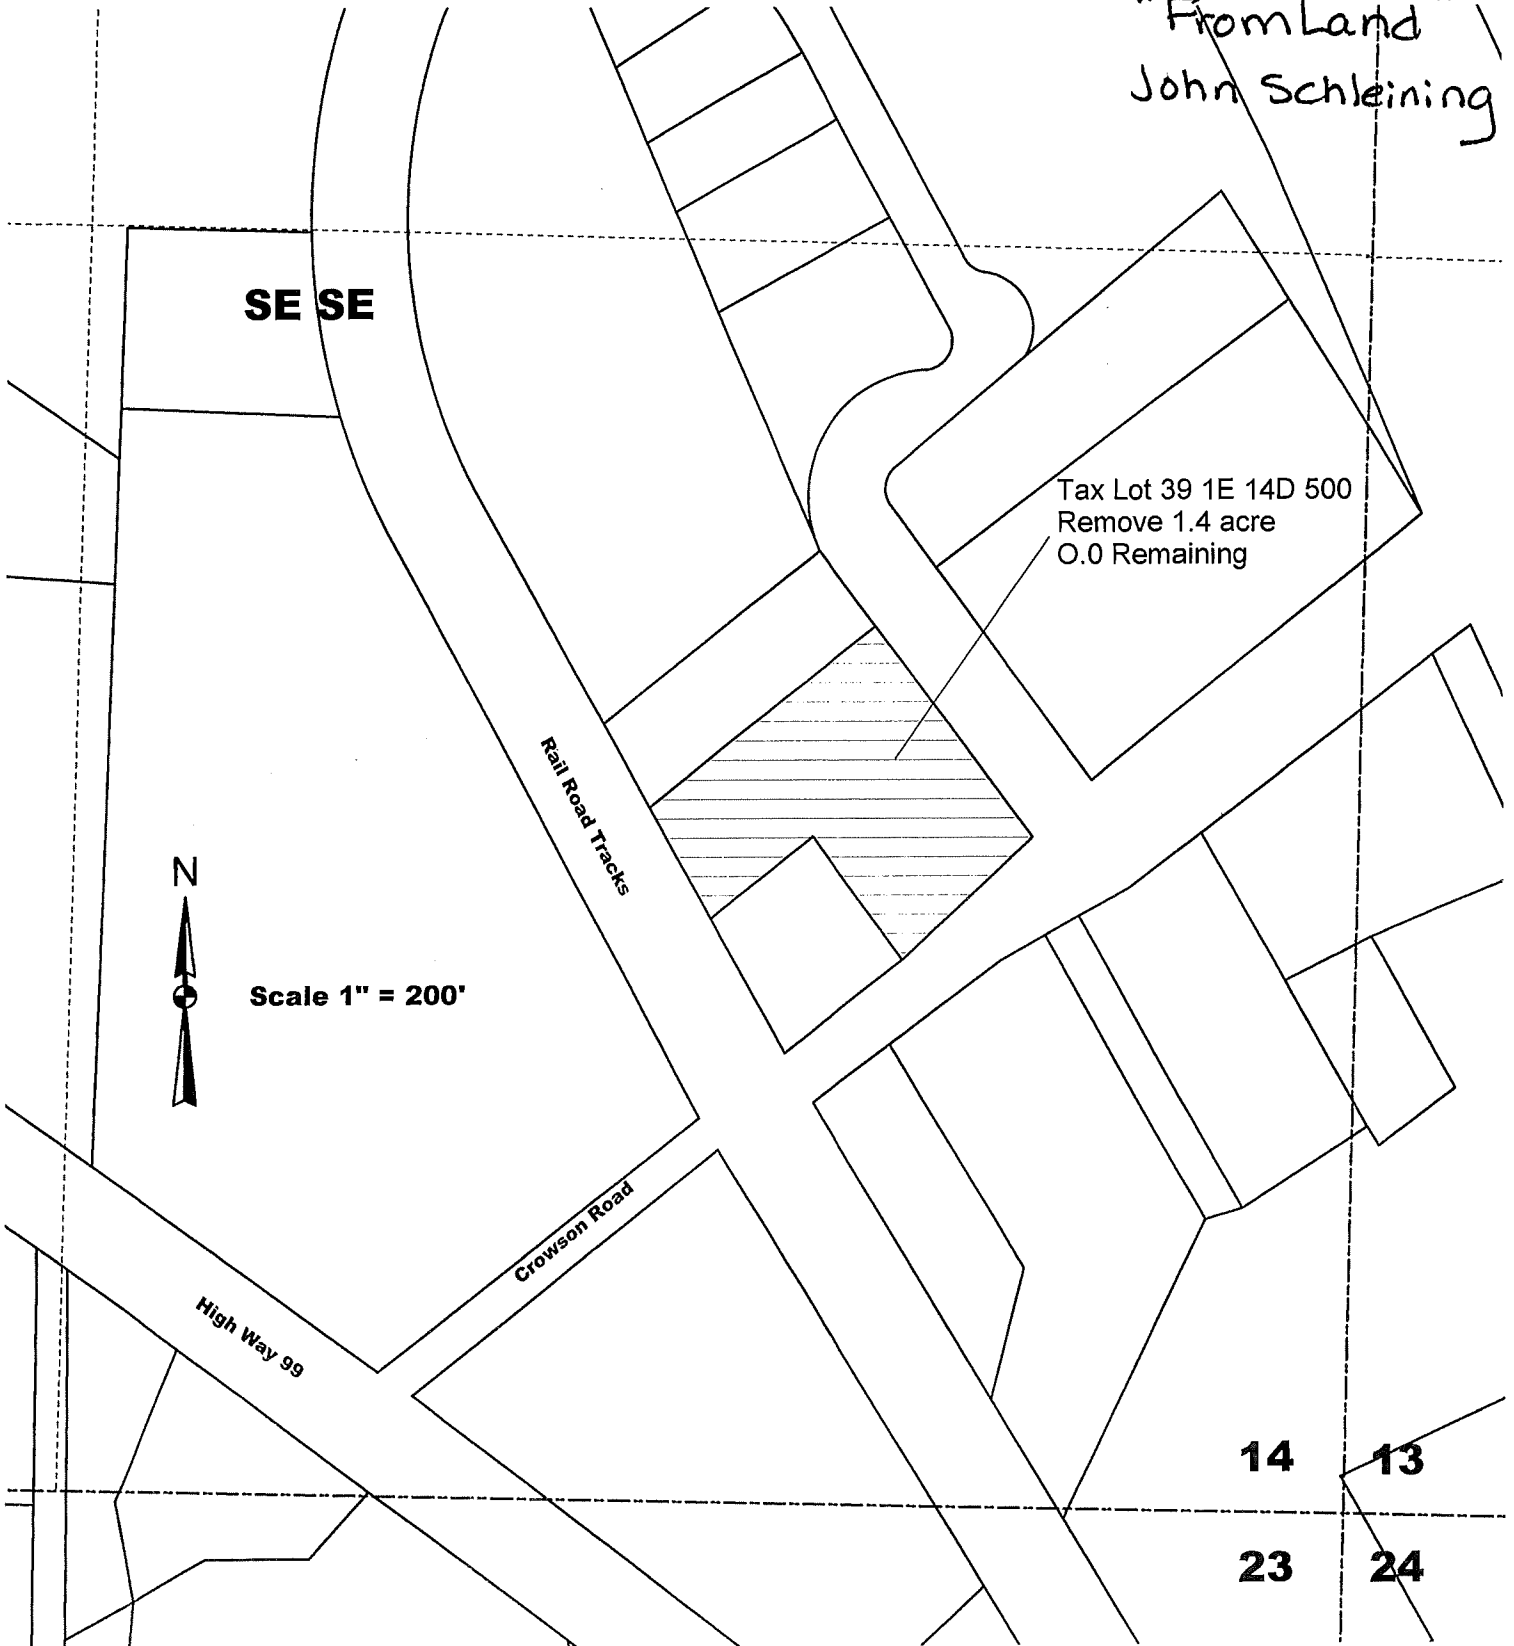 "From Land"
John Schleining
SE SE
Tax Lot 39 1E 14D 500
Remove 1.4 acre
O.0 Remaining
Rail Road Tracks
N
Scale 1" = 200'
Crowson Road
High Way 99
14 13
23 24